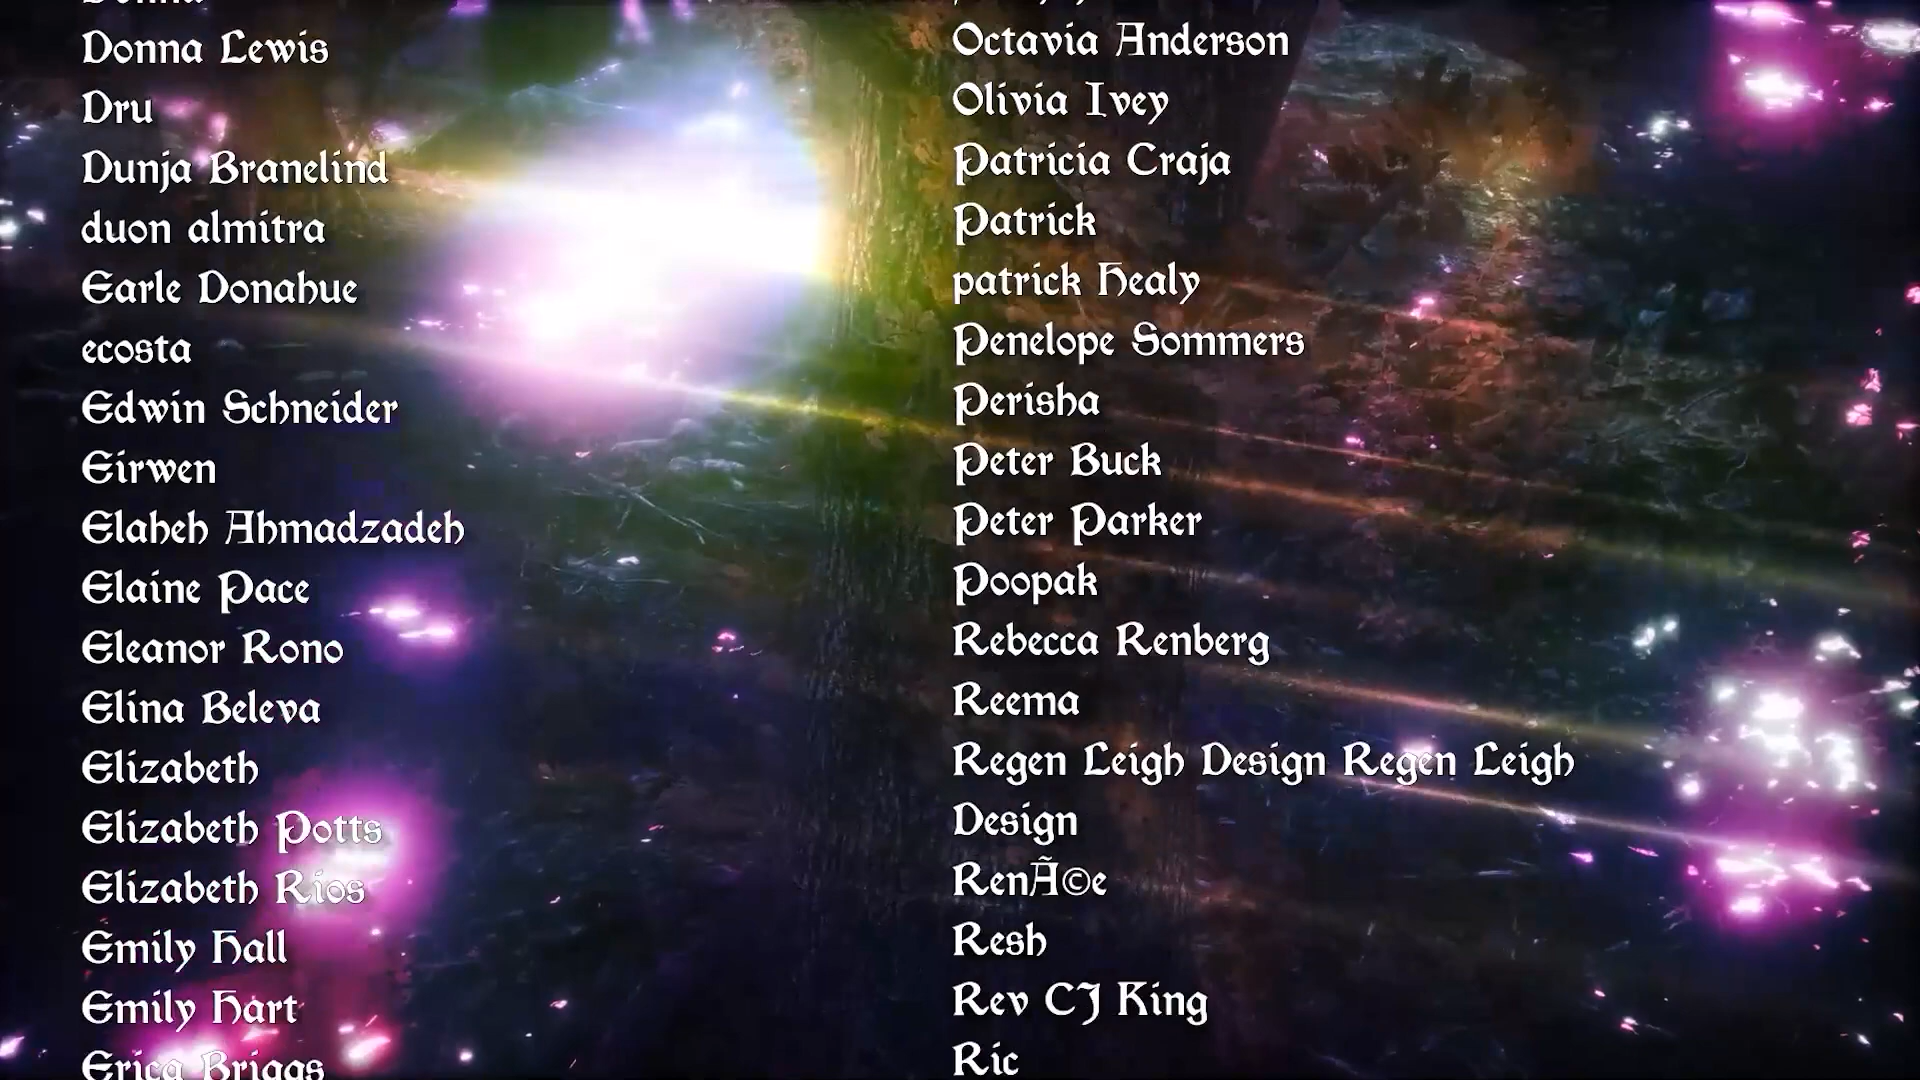 Donna
Donna Lewis
Dru
Dunja Branelind
duon almitra
Earle Donahue
ecosta
Edwin Schneider
Eirwen
Elaheh Ahmadzadeh
Elaine Pace
Eleanor Rono
Elina Beleva
Elizabeth
Elizabeth Potts
Elizabeth Rios
Emily Hall
Emily Hart
Erica Briggs
Octavia Anderson
Olivia Ivey
Patricia Craja
Patrick
patrick Healy
Penelope Sommers
Perisha
Peter Buck
Peter Parker
Poopak
Rebecca Renberg
Reema
Regen Leigh Design Regen Leigh
Design
RenÃ©e
Resh
Rev CJ King
Ric